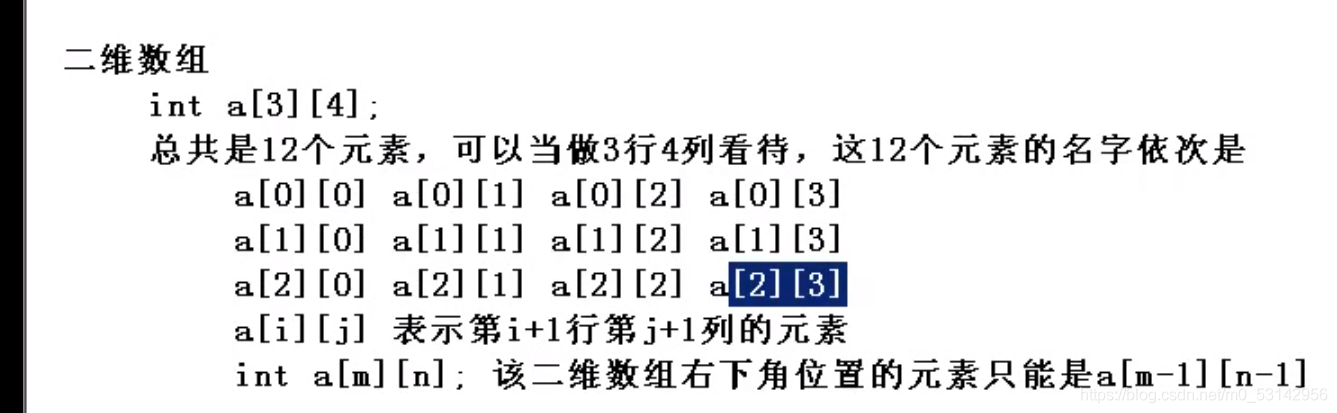 二维数组
int a[3][4];
总共是12个元素，可以当做3行4列看待，这12个元素的名字依次是
a[0][0] a[0][1] a[0][2] a[0][3]
a[1][0] a[1][1] a[1][2] a[1][3]
a[2][0] a[2][1] a[2][2] a[2][3]
a[i][j] 表示第i+1行第j+1列的元素
int a[m][n]; 该二维数组右下角位置的元素只能是a[m-1][n-1]
https://blog.csdn.net/m0_53142956